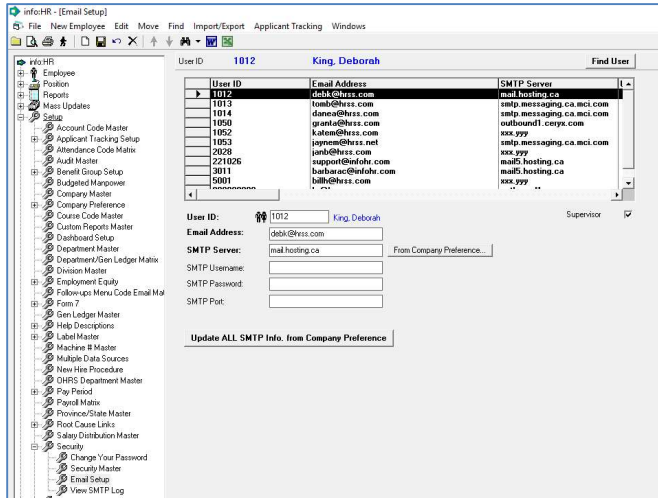 info:HR - [Email Setup]
File New Employee Edit Move Find Import/Export Applicant Tracking Windows
info:HR
Employee
Position
Reports
Mass Updates
Setup
Account Code Master
Applicant Tracking Setup
Attendance Code Matrix
Audit Master
Benefit Group Setup
Budgeted Manpower
Company Master
Company Preference
Course Code Master
Custom Reports Master
Dashboard Setup
Department Master
Department/Gen Ledger Matrix
Division Master
Employment Equity
Follow-ups Menu Code Email Mat
Form 7
Gen Ledger Master
Help Descriptions
Label Master
Machine # Master
Multiple Data Sources
New Hire Procedure
OHRS Department Master
Pay Period
Payroll Matrix
Province/State Master
Root Cause Links
Salary Distribution Master
Security
Change Your Password
Security Master
Email Setup
View SMTP Log
User ID 1012 King, Deborah Find User
User ID Email Address SMTP Server
1012 debk@hrss.com mail.hosting.ca
1013 tomb@hrss.com smtp.messaging.ca.mci.com
1014 danea@hrss.com smtp.messaging.ca.mci.com
1050 granta@hrss.com outbound1.ceryx.com
1052 katem@hrss.com xxx.yyy
1053 jaynem@hrss.net smtp.messaging.ca.mci.com
2028 janb@hrss.com xxx.yyy
221026 support@infohr.com mail5.hosting.ca
3011 barbarac@infohr.com mail5.hosting.ca
5001 billh@hrss.com xxx.yyy
User ID: 1012 King, Deborah Supervisor
Email Address: debk@hrss.com
SMTP Server: mail.hosting.ca From Company Preference...
SMTP Username:
SMTP Password:
SMTP Port:
Update ALL SMTP Info. from Company Preference